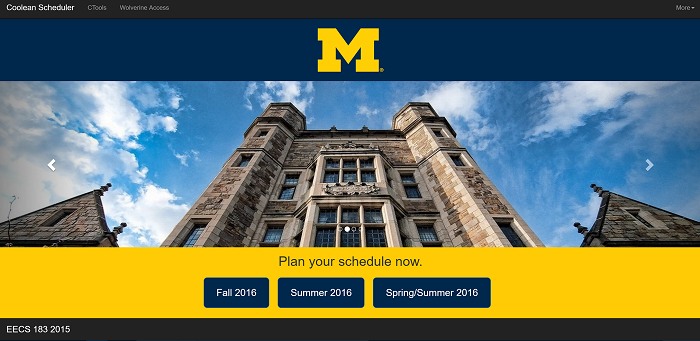 Coolean Scheduler CTools Wolverine Access More
M
Plan your schedule now.
Fall 2016 Summer 2016 Spring/Summer 2016
EECS 183 2015